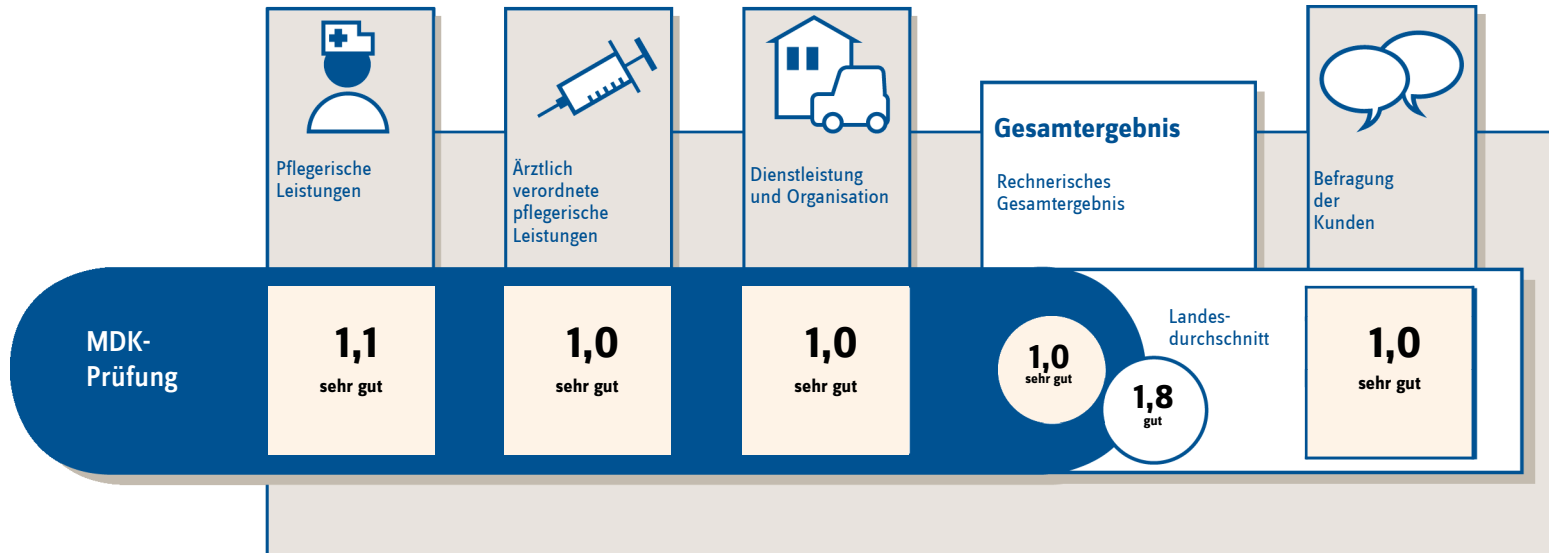 Pflegerische
Leistungen
Ärztlich
verordnete
pflegerische
Leistungen
Dienstleistung
und Organisation
Gesamtergebnis
Rechnerisches
Gesamtergebnis
Befragung
der
Kunden
MDK-
Prüfung
1,1
sehr gut
1,0
sehr gut
1,0
sehr gut
1,0
sehr gut
Landes-
durchschnitt
1,8
gut
1,0
sehr gut